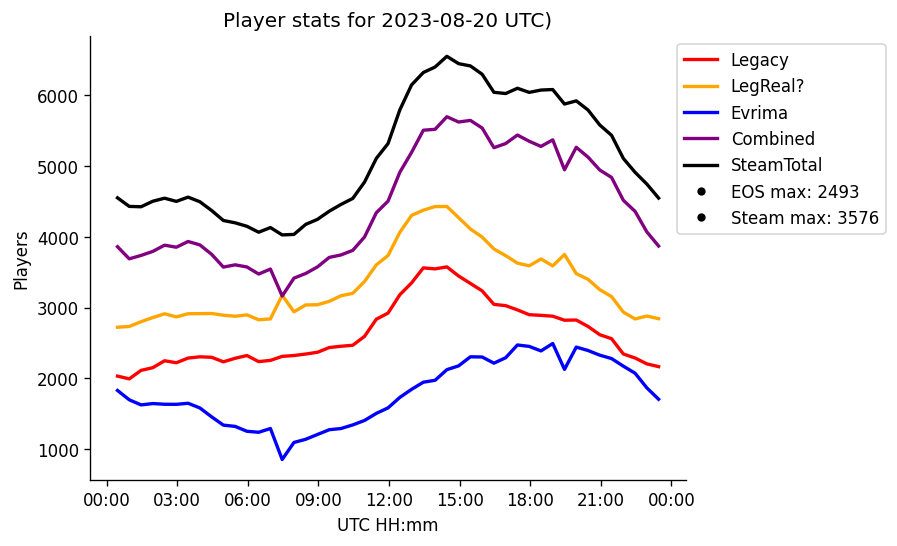 Player stats for 2023-08-20 UTC)
Legacy
LegReal?
Evrima
Combined
SteamTotal
EOS max: 2493
Steam max: 3576
Players
6000
5000
4000
3000
2000
1000
00:00 03:00 06:00 09:00 12:00 15:00 18:00 21:00 00:00
UTC HH:mm